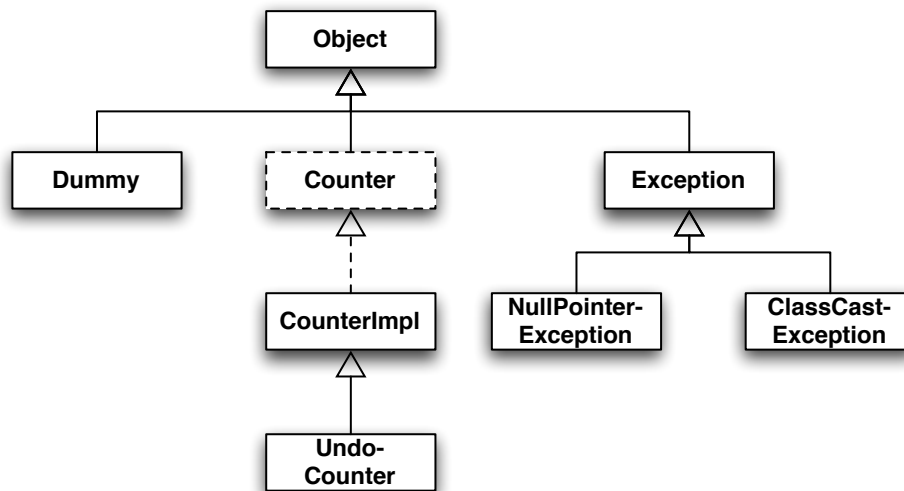 Object
Dummy
Counter
Exception
CounterImpl
NullPointer-
Exception
ClassCast-
Exception
Undo-
Counter